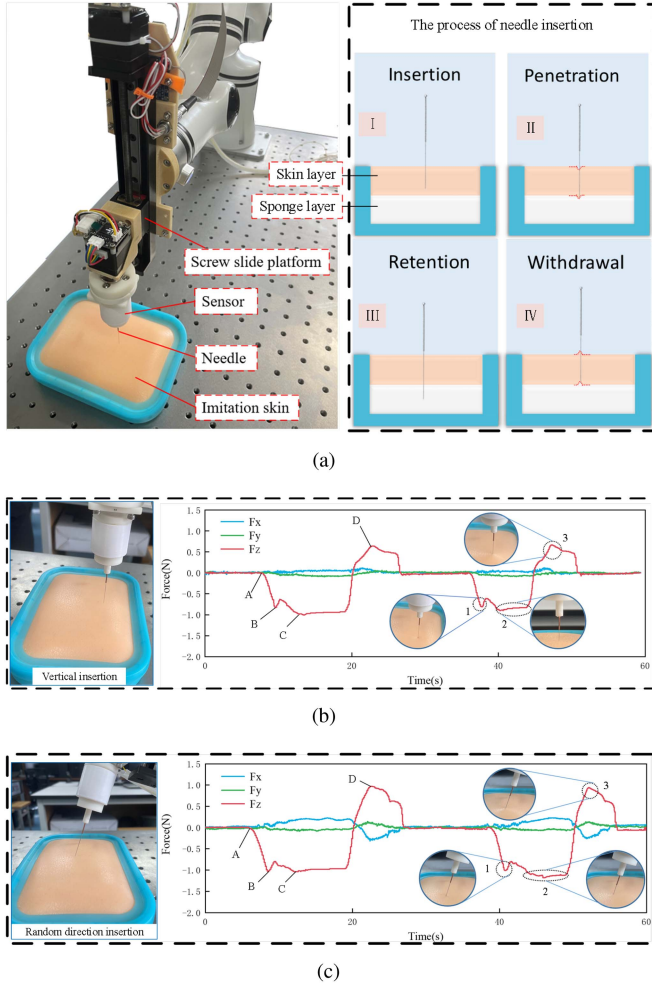 The process of needle insertion
Insertion
Penetration
I
II
Skin layer
Sponge layer
Retention
Withdrawal
III
IV
Screw slide platform
Sensor
Needle
Imitation skin
(a)
Vertical insertion
Force(N)
1.5
1.0
0.5
0.0
-0.5
-1.0
-1.5
-2.0
Fx
Fy
Fz
A
B
C
D
1
2
3
0
20
40
60
Time(s)
(b)
Random direction insertion
Force(N)
1.5
1.0
0.5
0.0
-0.5
-1.0
-1.5
-2.0
Fx
Fy
Fz
A
B
C
D
1
2
3
0
20
40
60
Time(s)
(c)